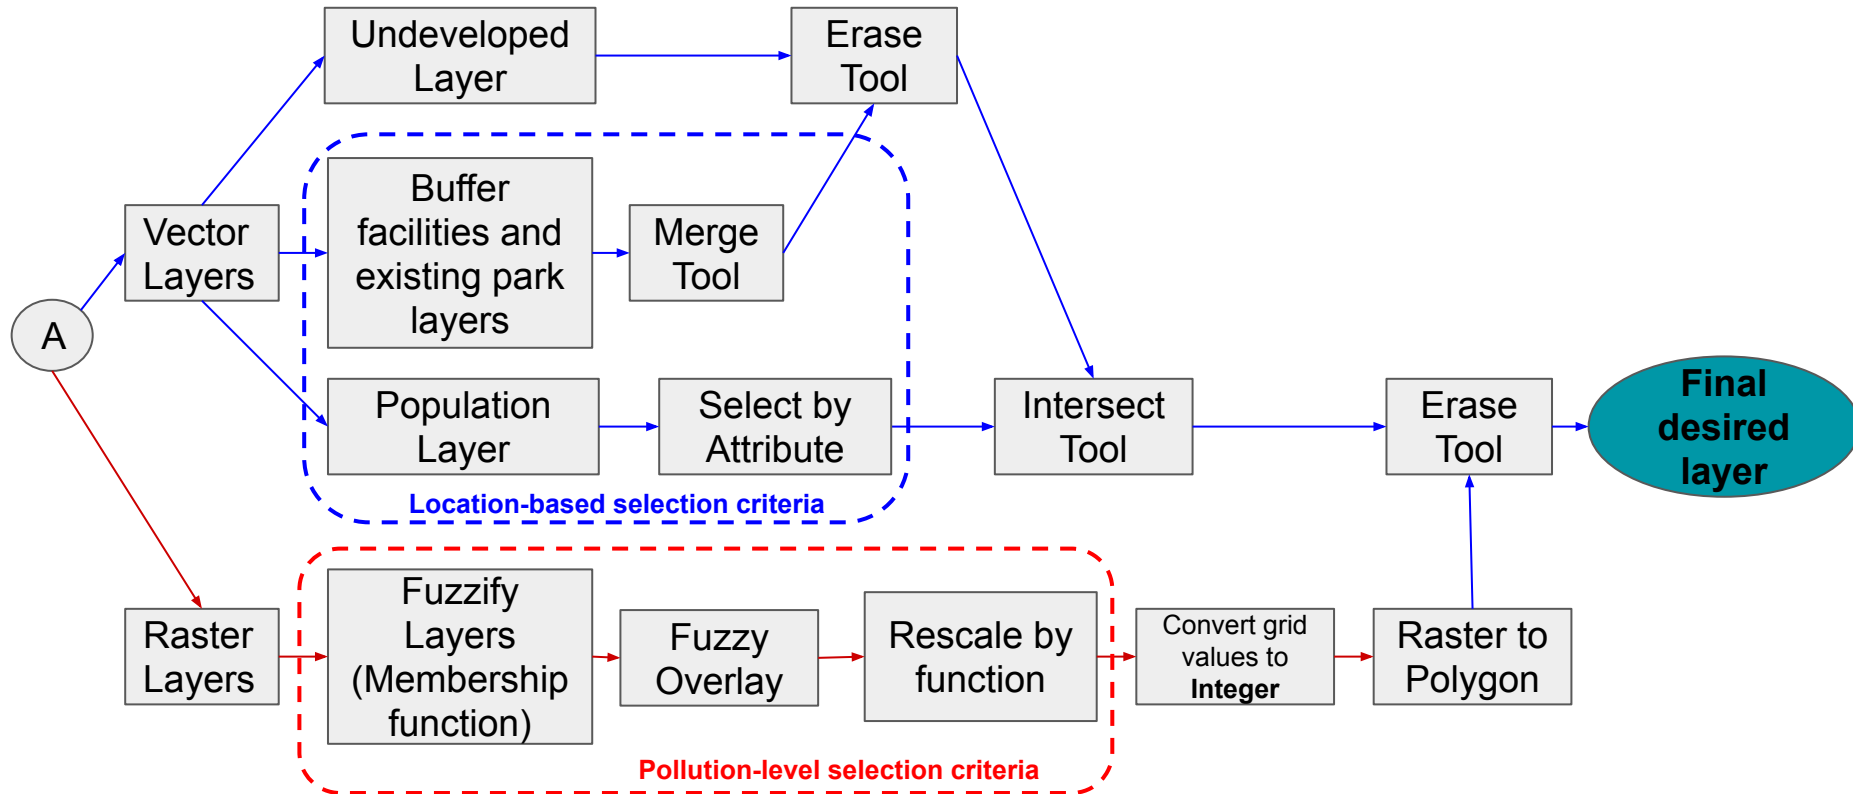 Undeveloped
Layer
Erase
Tool
Buffer
facilities and
existing park
layers
Merge
Tool
Vector
Layers
A
Population
Layer
Select by
Attribute
Intersect
Tool
Erase
Tool
Final
desired
layer
Location-based selection criteria
Raster
Layers
Fuzzify
Layers
(Membership
function)
Fuzzy
Overlay
Rescale by
function
Convert grid
values to
Integer
Raster to
Polygon
Pollution-level selection criteria